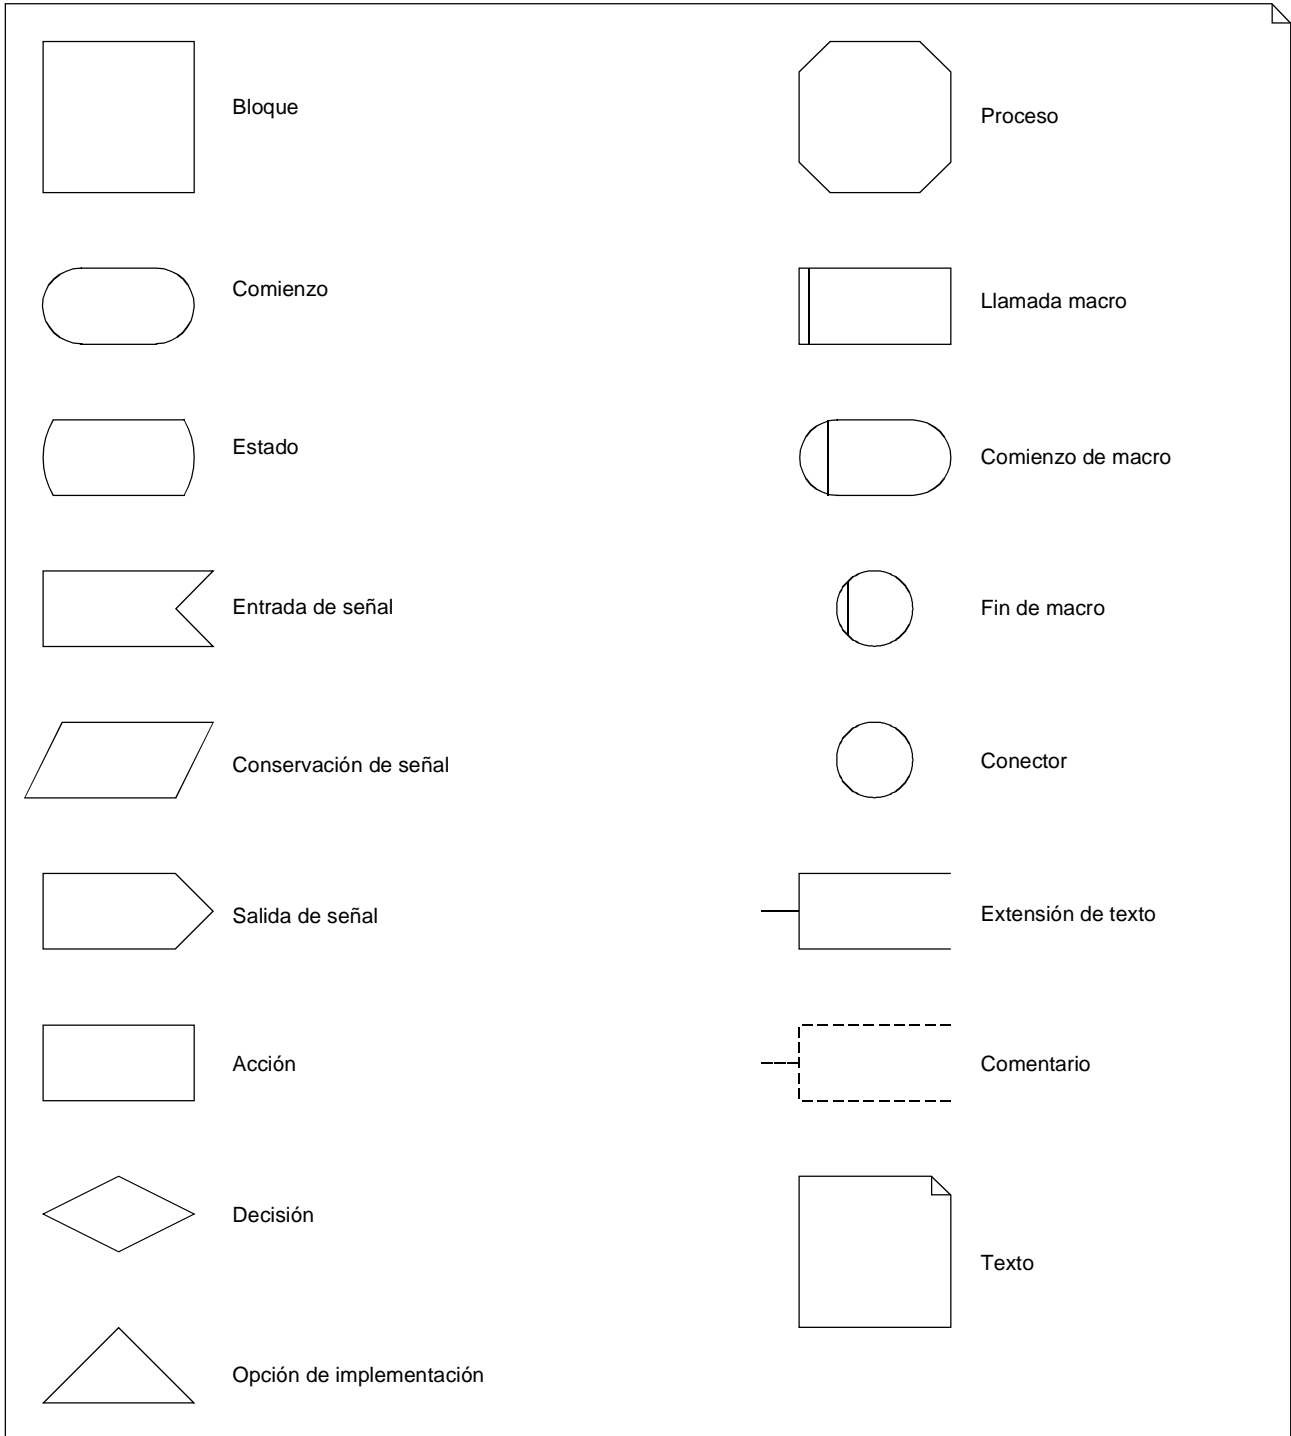 Bloque
Proceso
Comienzo
Llamada macro
Estado
Comienzo de macro
Entrada de señal
Fin de macro
Conservación de señal
Conector
Salida de señal
Extensión de texto
Acción
Comentario
Decisión
Texto
Opción de implementación